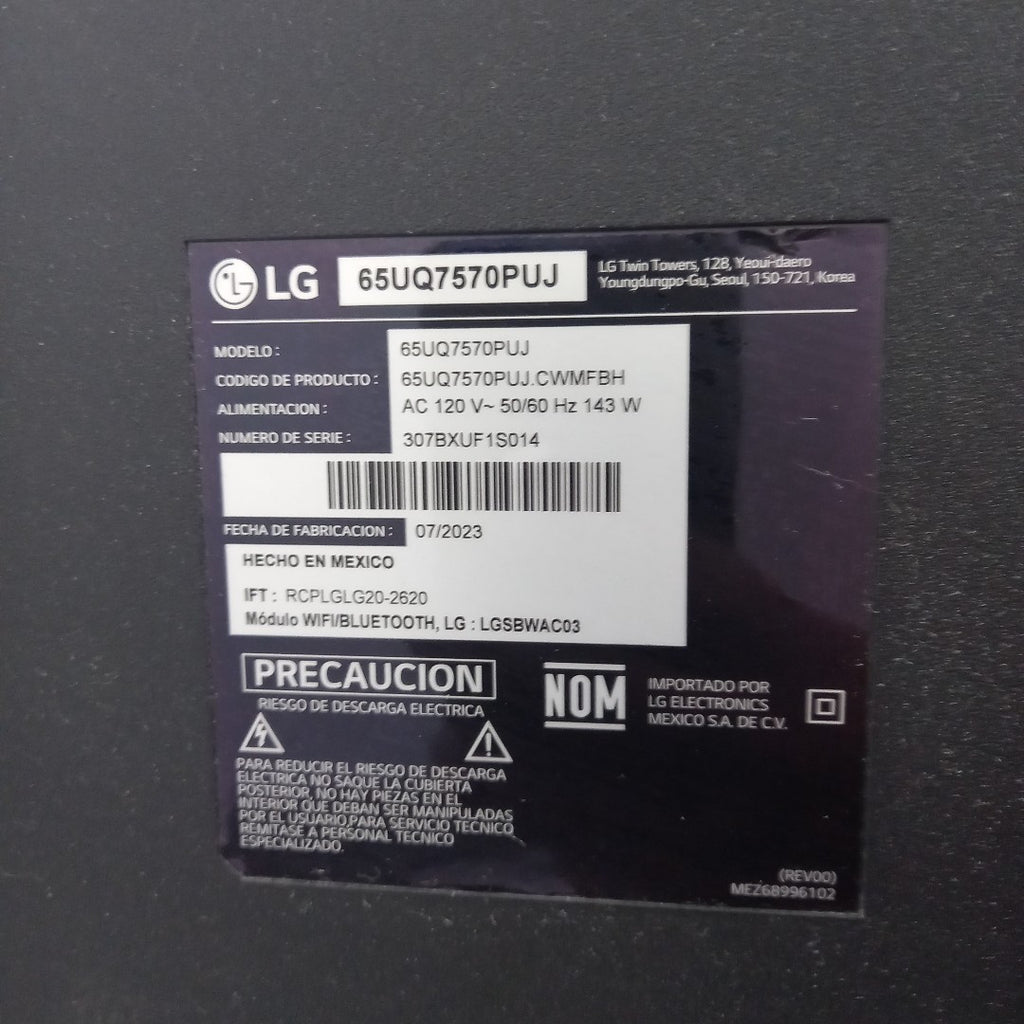 LG 65UQ7570PUJ
LG Twin Towers, 128, Yeoui-daero
Youngdungpo-Gu, Seoul, 150-721, Korea
MODELO : 65UQ7570PUJ
CODIGO DE PRODUCTO : 65UQ7570PUJ.CWMFBH
ALIMENTACION : AC 120 V~ 50/60 Hz 143 W
NUMERO DE SERIE : 307BXUF1S014
FECHA DE FABRICACION : 07/2023
HECHO EN MEXICO
IFT : RCPLGLG20-2620
Módulo WIFI/BLUETOOTH, LG : LGSBWAC03
PRECAUCION
RIESGO DE DESCARGA ELECTRICA
PARA REDUCIR EL RIESGO DE DESCARGA
ELECTRICA NO SAQUE LA CUBIERTA
POSTERIOR, NO HAY PIEZAS EN EL
INTERIOR QUE DEBAN SER MANIPULADAS
POR EL USUARIO,PARA SERVICIO TECNICO
REMITASE A PERSONAL TECNICO
ESPECIALIZADO.
NOM
IMPORTADO POR
LG ELECTRONICS
MEXICO S.A. DE C.V.
(REV00)
MEZ68996102